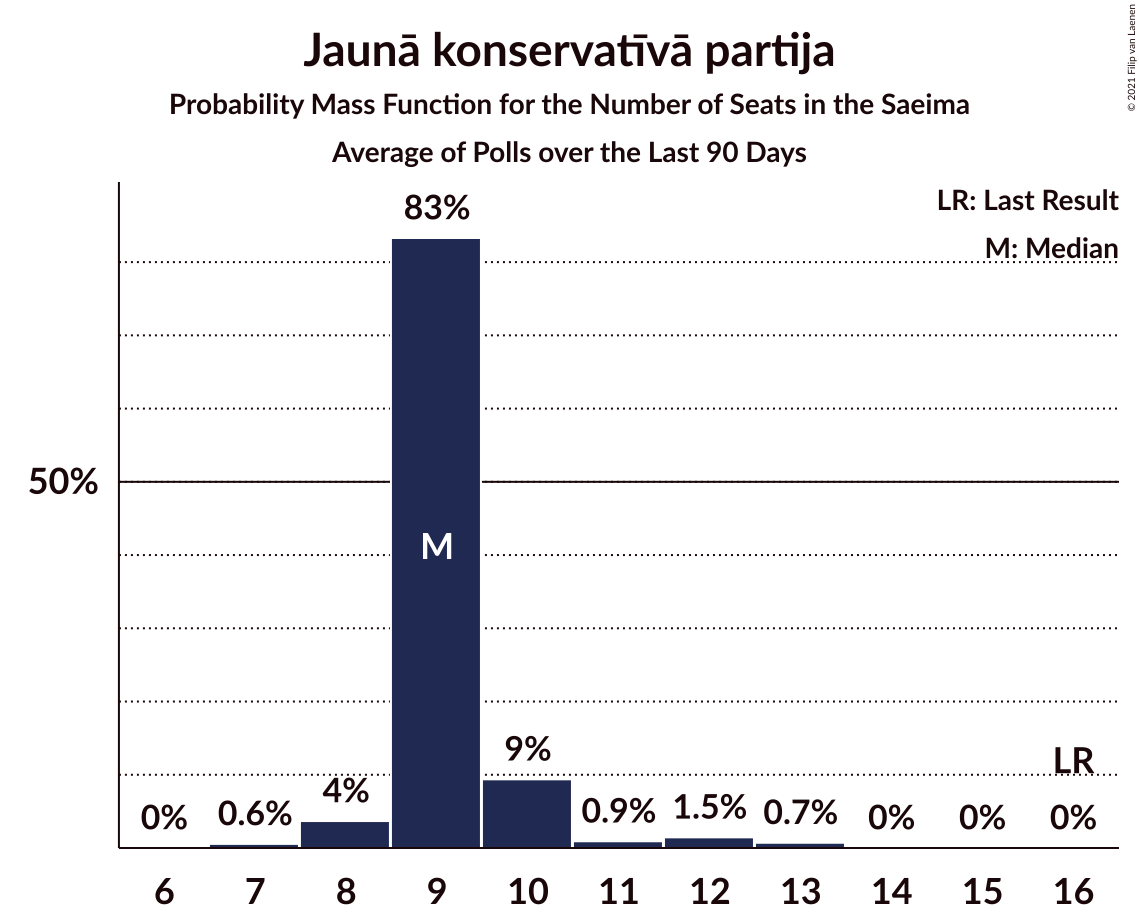 Jaunā konservatīvā partija
Probability Mass Function for the Number of Seats in the Saeima
Average of Polls over the Last 90 Days
© 2021 Filip van Laenen
LR: Last Result
M: Median
83%
50%
M
9%
LR
4%
0%
0.6%
0.9%
1.5%
0.7%
0%
0%
0%
6 7 8 9 10 11 12 13 14 15 16